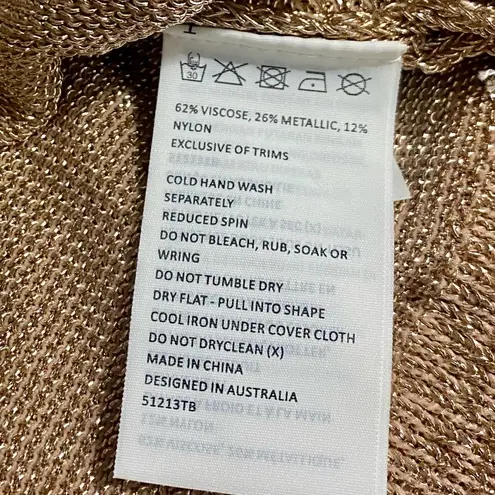 30
62% VISCOSE, 26% METALLIC, 12%
NYLON
EXCLUSIVE OF TRIMS
COLD HAND WASH
SEPARATELY
REDUCED SPIN
DO NOT BLEACH, RUB, SOAK OR
WRING
DO NOT TUMBLE DRY
DRY FLAT - PULL INTO SHAPE
COOL IRON UNDER COVER CLOTH
DO NOT DRYCLEAN (X)
MADE IN CHINA
DESIGNED IN AUSTRALIA
51213TB